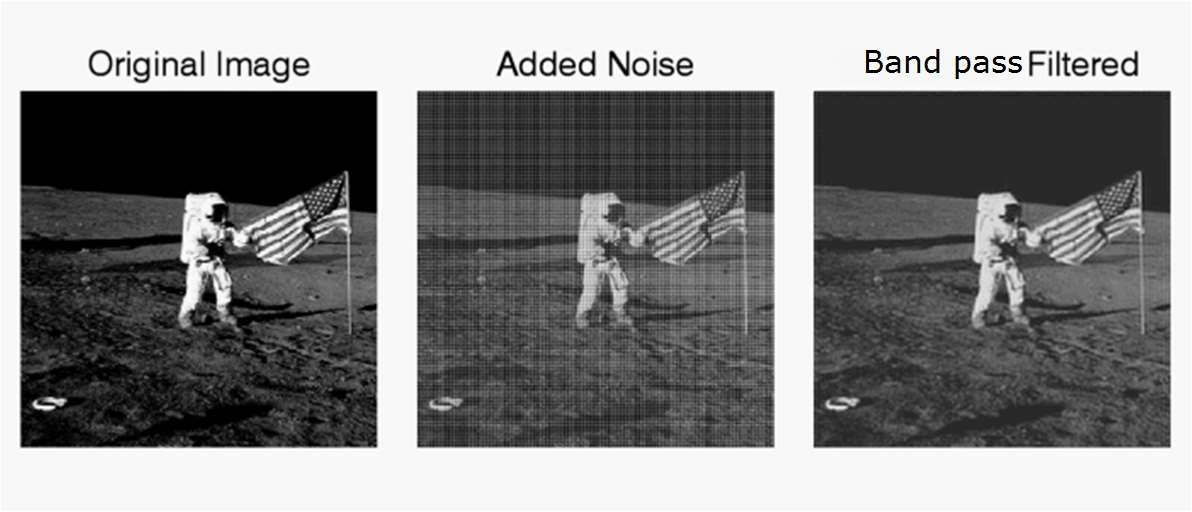 Original Image
Added Noise
Band pass Filtered